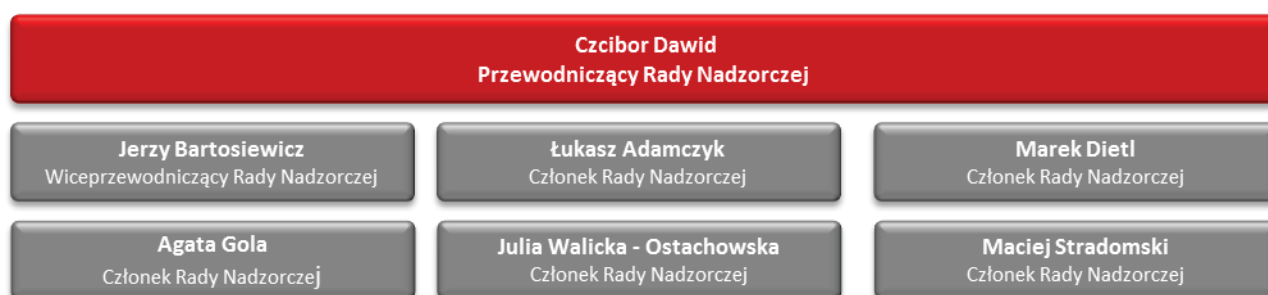 Czcibor Dawid
Przewodniczący Rady Nadzorczej
Jerzy Bartosiewicz
Wiceprzewodniczący Rady Nadzorczej
Łukasz Adamczyk
Członek Rady Nadzorczej
Marek Dietl
Członek Rady Nadzorczej
Agata Gola
Członek Rady Nadzorczej
Julia Walicka - Ostachowska
Członek Rady Nadzorczej
Maciej Stradomski
Członek Rady Nadzorczej